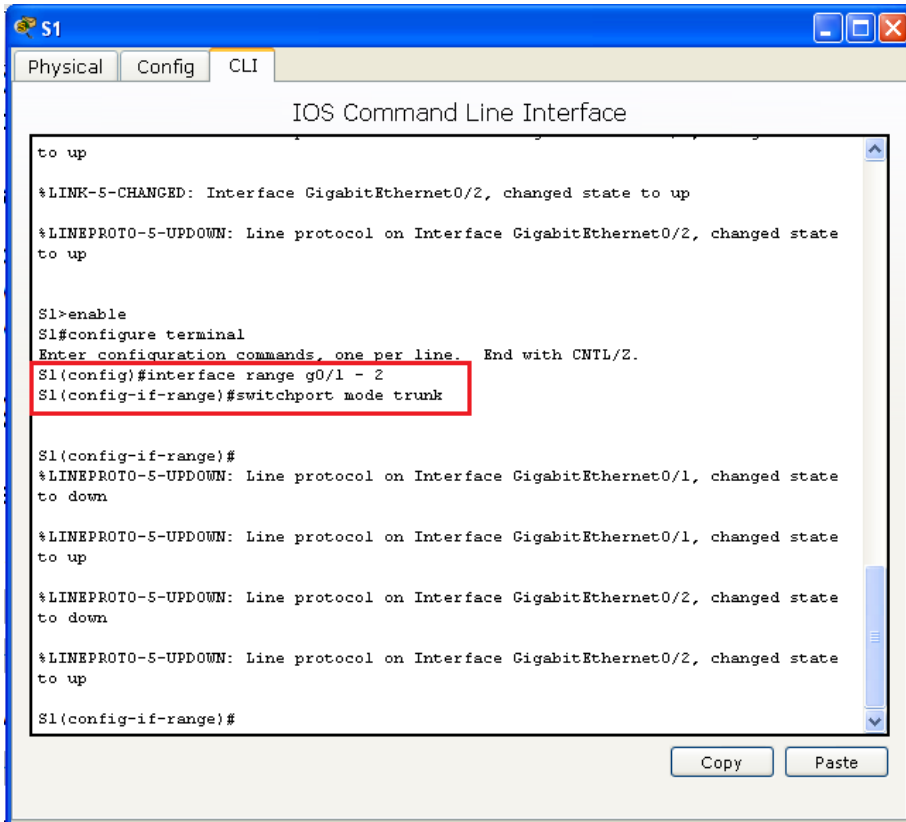 S1
Physical Config CLI
IOS Command Line Interface
to up
%LINK-5-CHANGED: Interface GigabitEthernet0/2, changed state to up
%LINEPROTO-5-UPDOWN: Line protocol on Interface GigabitEthernet0/2, changed state
to up
S1>enable
S1#configure terminal
Enter configuration commands, one per line.  End with CNTL/Z.
S1(config)#interface range g0/1 - 2
S1(config-if-range)#switchport mode trunk
S1(config-if-range)#
%LINEPROTO-5-UPDOWN: Line protocol on Interface GigabitEthernet0/1, changed state
to down
%LINEPROTO-5-UPDOWN: Line protocol on Interface GigabitEthernet0/1, changed state
to up
%LINEPROTO-5-UPDOWN: Line protocol on Interface GigabitEthernet0/2, changed state
to down
%LINEPROTO-5-UPDOWN: Line protocol on Interface GigabitEthernet0/2, changed state
to up
S1(config-if-range)#
Copy Paste